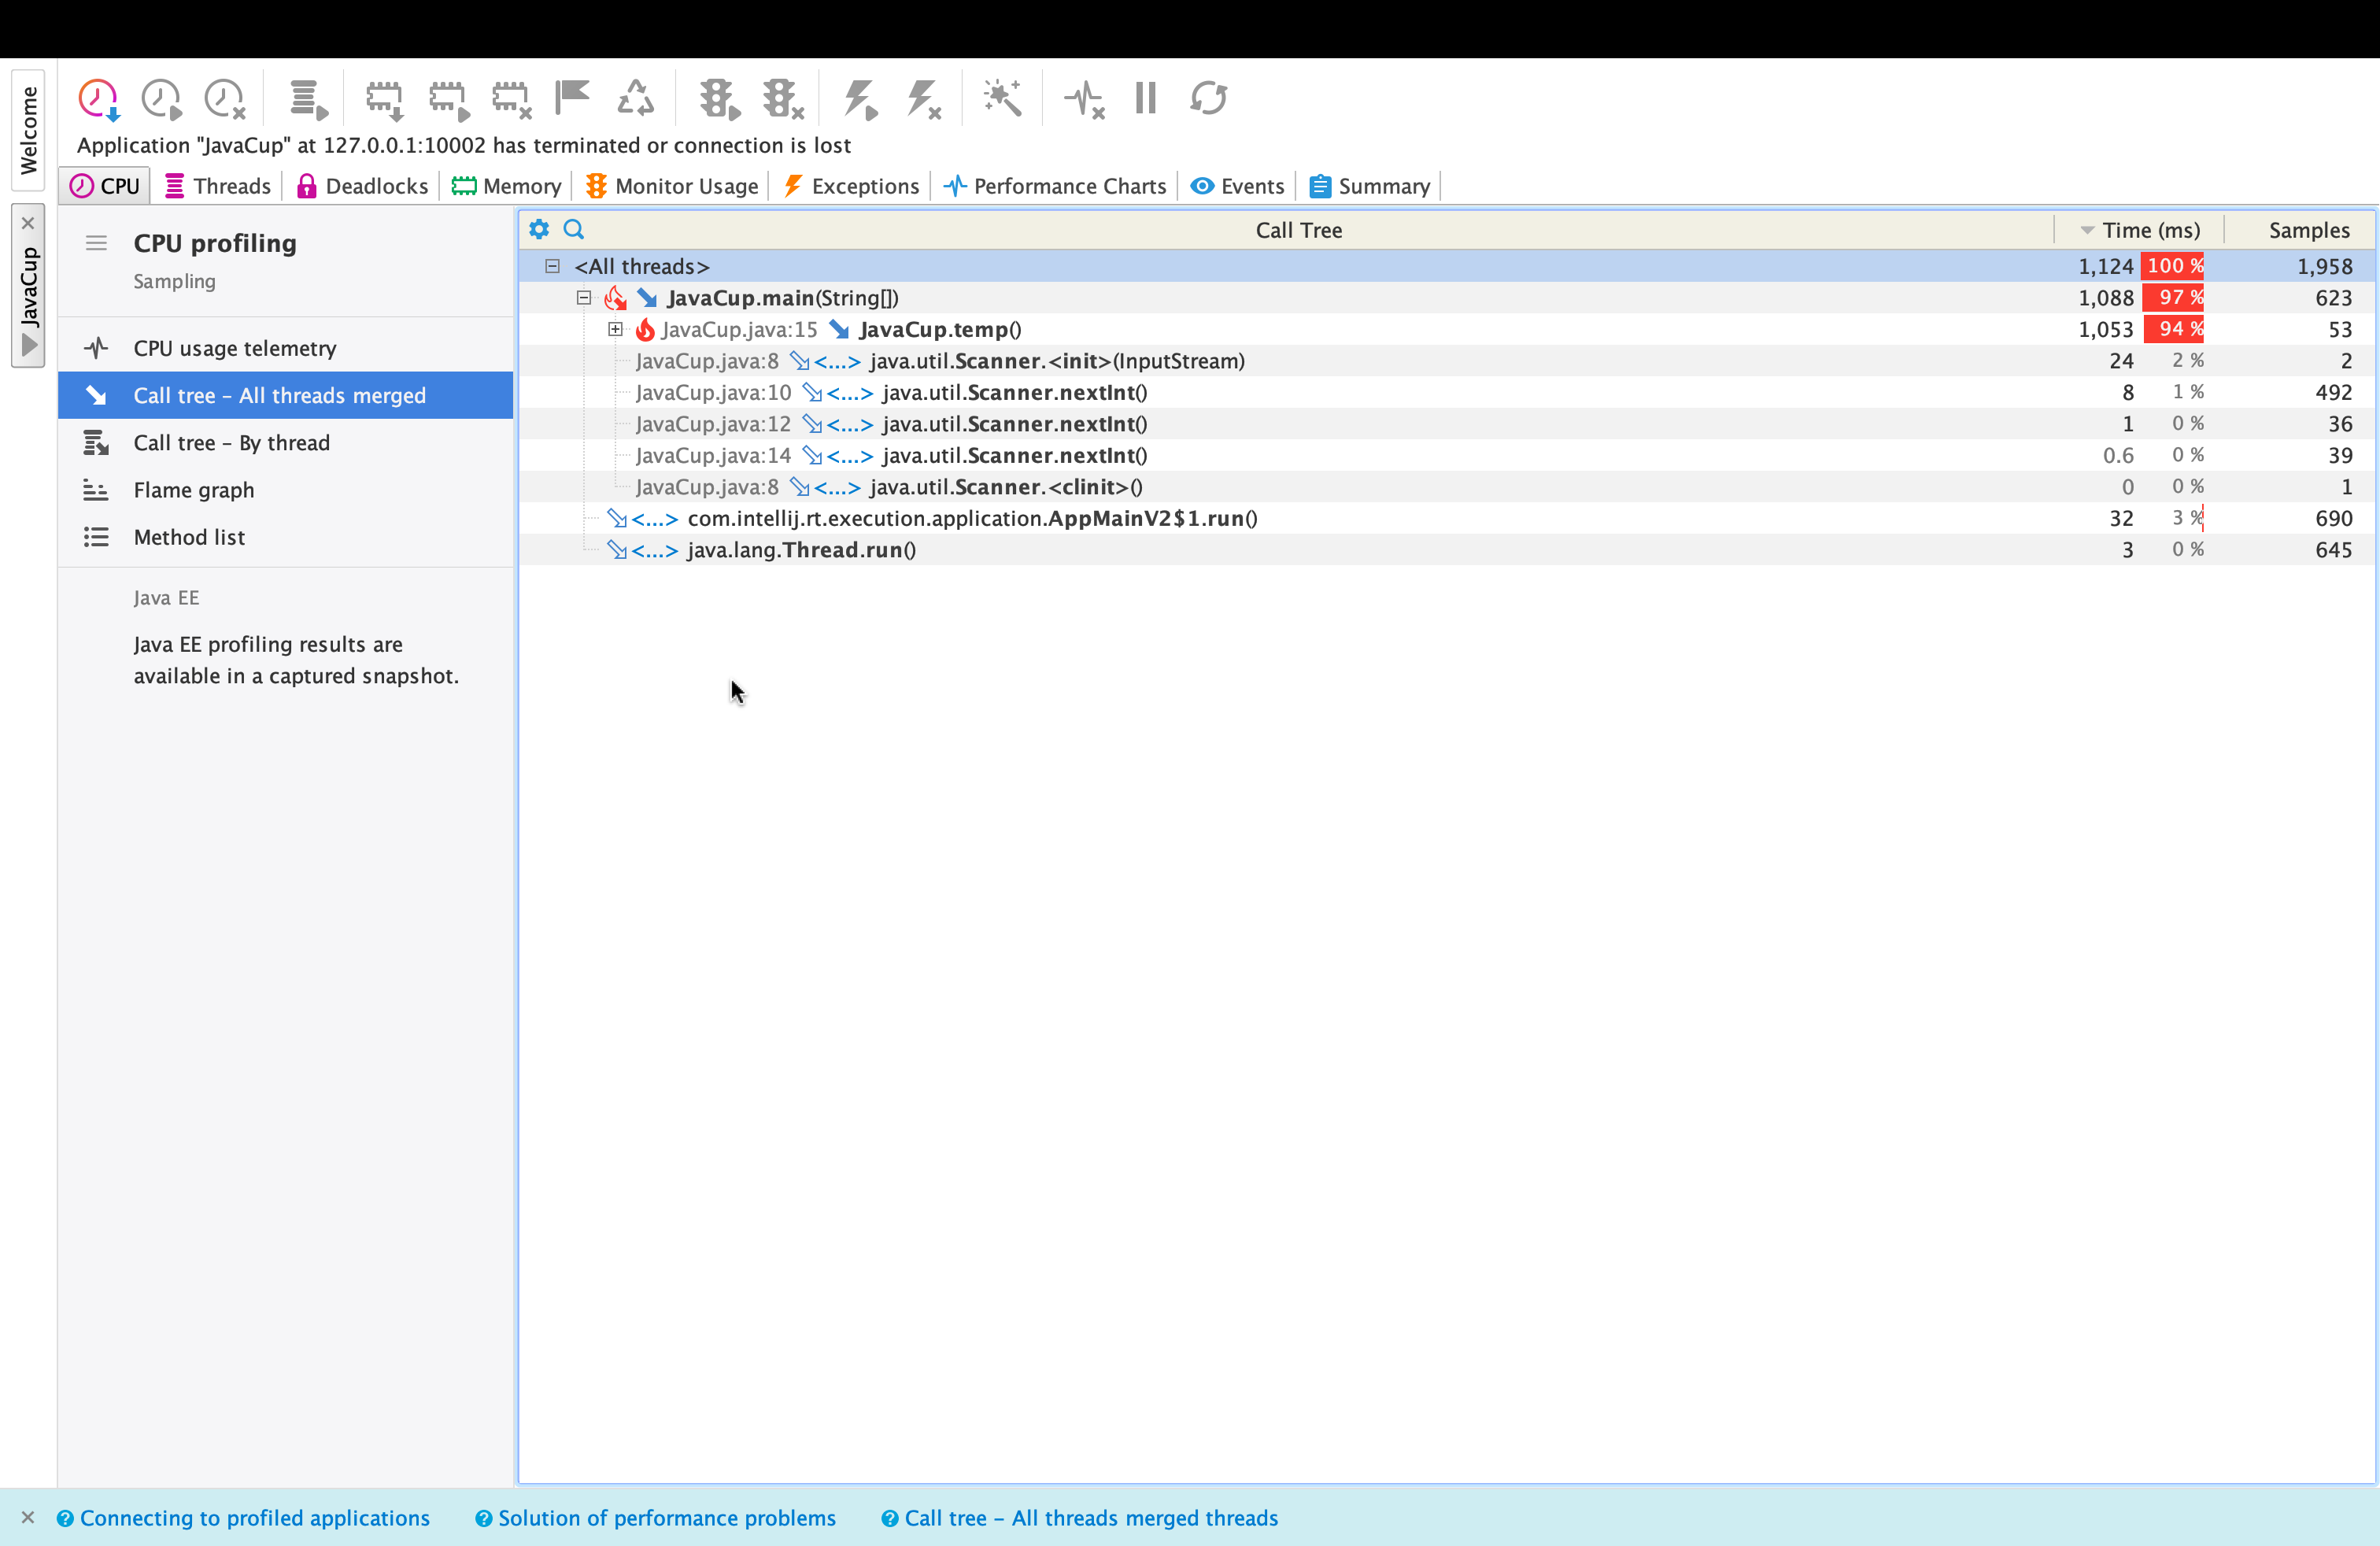 Welcome
JavaCup
Application "JavaCup" at 127.0.0.1:10002 has terminated or connection is lost
CPU Threads Deadlocks Memory Monitor Usage Exceptions Performance Charts Events Summary
CPU profiling
Sampling
CPU usage telemetry
Call tree – All threads merged
Call tree – By thread
Flame graph
Method list
Java EE
Java EE profiling results are
available in a captured snapshot.
Call Tree Time (ms) Samples
<All threads> 1,124 100 % 1,958
JavaCup.main(String[]) 1,088 97 % 623
JavaCup.java:15 JavaCup.temp() 1,053 94 % 53
JavaCup.java:8 <...> java.util.Scanner.<init>(InputStream) 24 2 % 2
JavaCup.java:10 <...> java.util.Scanner.nextInt() 8 1 % 492
JavaCup.java:12 <...> java.util.Scanner.nextInt() 1 0 % 36
JavaCup.java:14 <...> java.util.Scanner.nextInt() 0.6 0 % 39
JavaCup.java:8 <...> java.util.Scanner.<clinit>() 0 0 % 1
<...> com.intellij.rt.execution.application.AppMainV2$1.run() 32 3 % 690
<...> java.lang.Thread.run() 3 0 % 645
Connecting to profiled applications Solution of performance problems Call tree – All threads merged threads